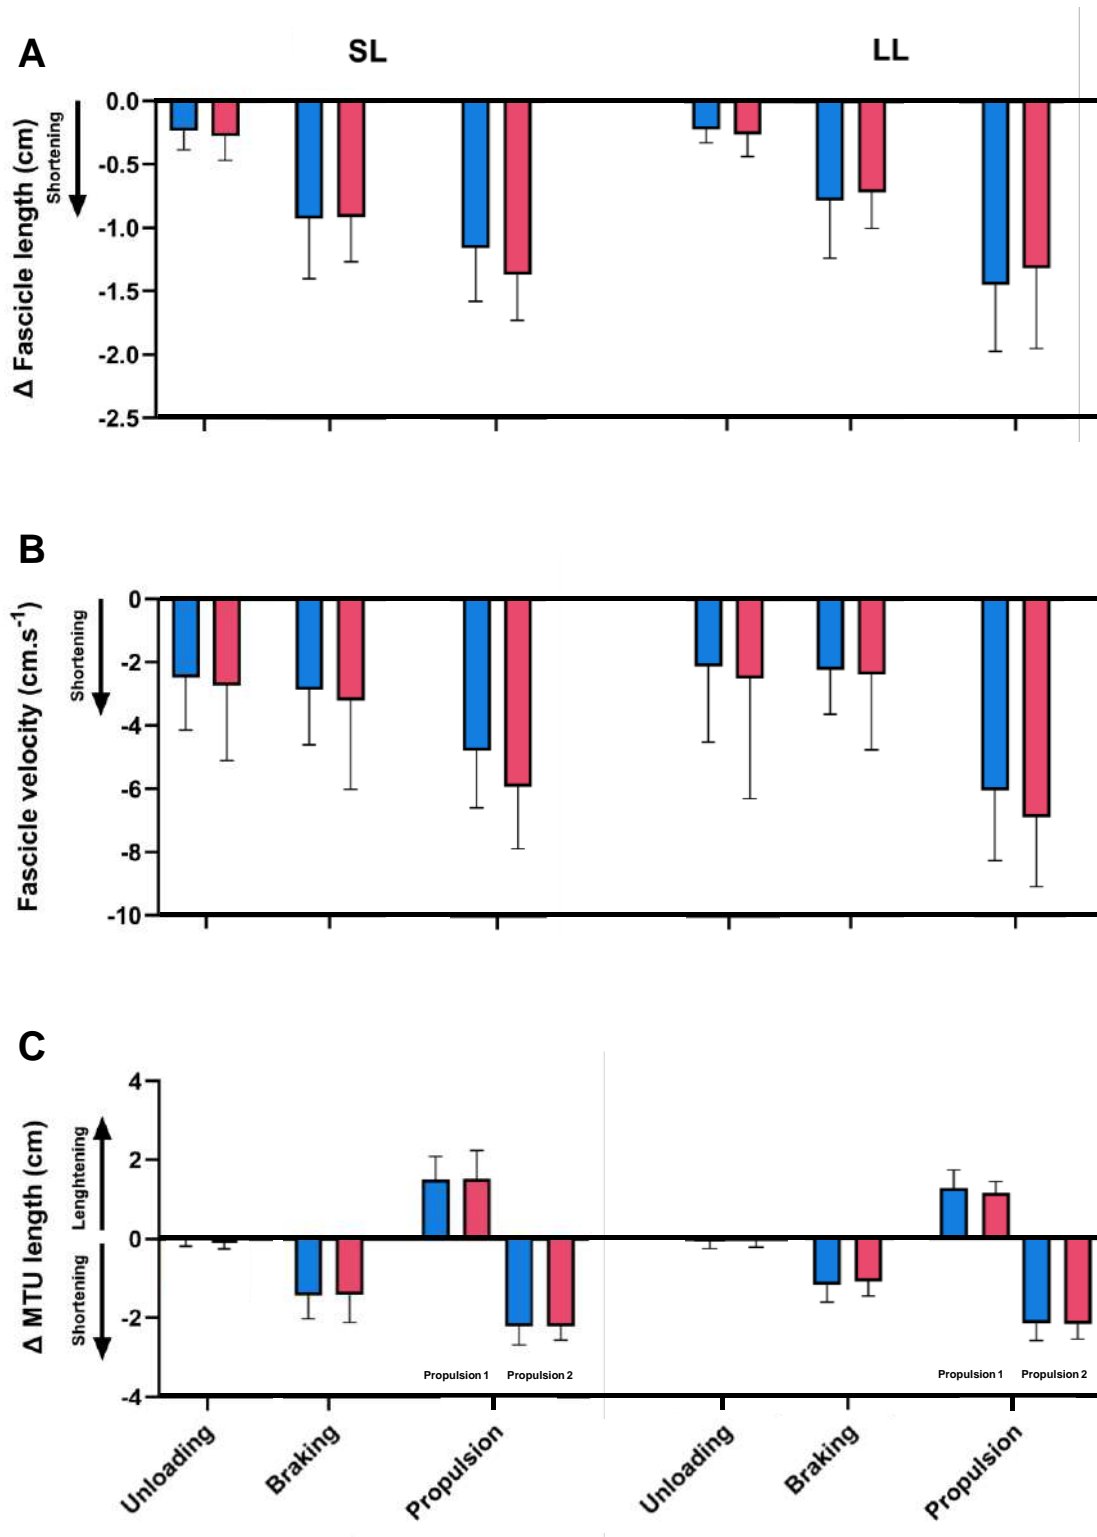 A
SL
LL
Δ Fascicle length (cm)
Shortening
0.0
-0.5
-1.0
-1.5
-2.0
-2.5
B
Fascicle velocity (cm.s⁻¹)
Shortening
0
-2
-4
-6
-8
-10
C
Δ MTU length (cm)
Lenghtening
Shortening
4
2
0
-2
-4
Propulsion 1
Propulsion 2
Propulsion 1
Propulsion 2
Unloading
Braking
Propulsion
Unloading
Braking
Propulsion